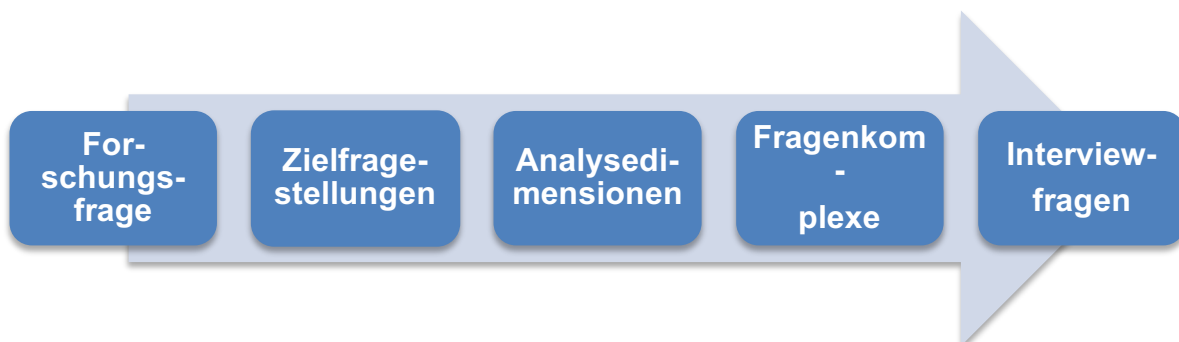 For-
schungs-
frage
Zielfrage-
stellungen
Analysedi-
mensionen
Fragenkom
-
plexe
Interview-
fragen